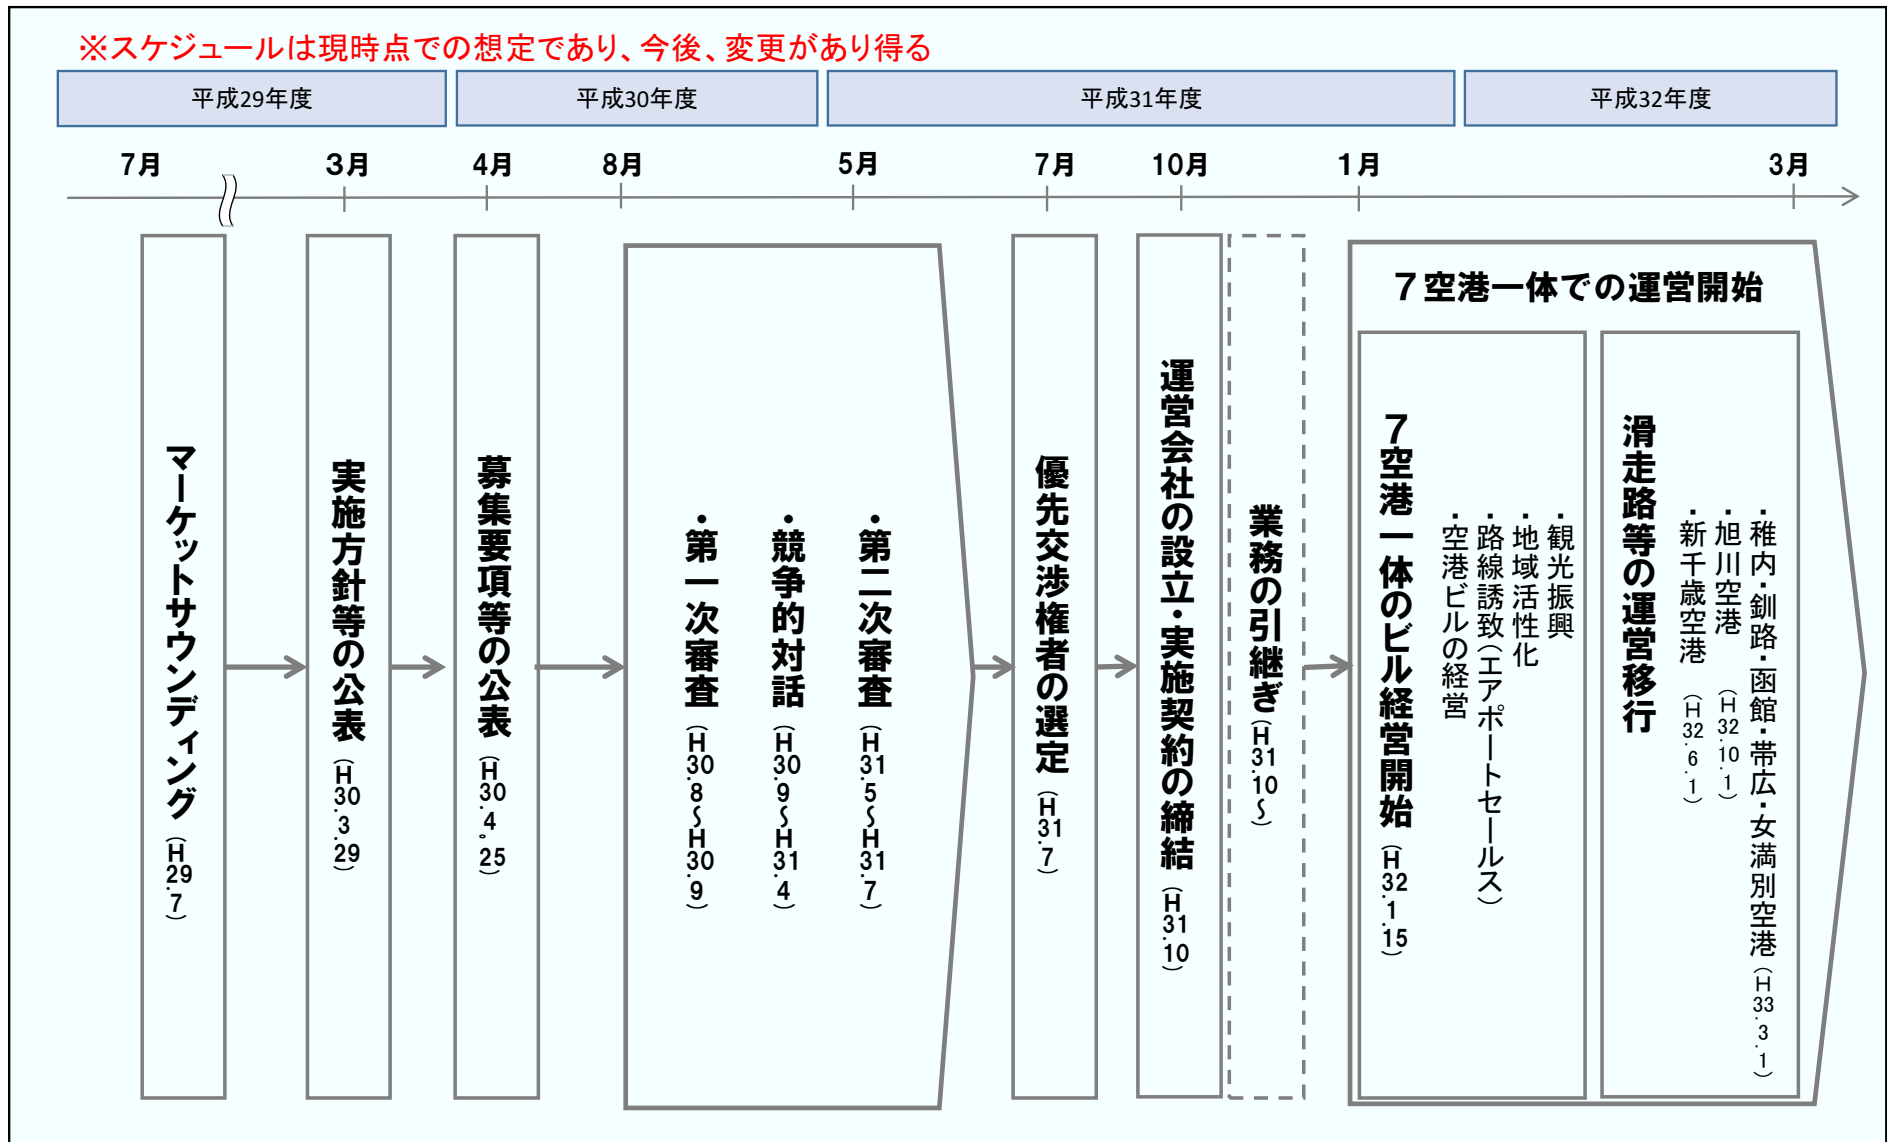 ※スケジュールは現時点での想定であり、今後、変更があり得る
平成29年度
平成30年度
平成31年度
平成32年度
7月
3月
4月
8月
5月
7月
10月
1月
3月
マーケットサウンディング（H29.7）
実施方針等の公表（H30.3.29）
募集要項等の公表（H30.4。25）
・第一次審査（H30.8～H30.9）
・競争的対話（H30.9～H31.4）
・第二次審査（H31.5～H31.7）
優先交渉権者の選定（H31.7）
運営会社の設立・実施契約の締結（H31.10）
業務の引継ぎ（H31.10～）
７空港一体での運営開始
７空港一体のビル経営開始（H32.1.15）
・空港ビルの経営
・路線誘致（エアポートセールス）
・地域活性化
・観光振興
滑走路等の運営移行
・新千歳空港（H32.6.1）
・旭川空港（H32.10.1）
・稚内・釧路・函館・帯広・女満別空港（H33.3.1）